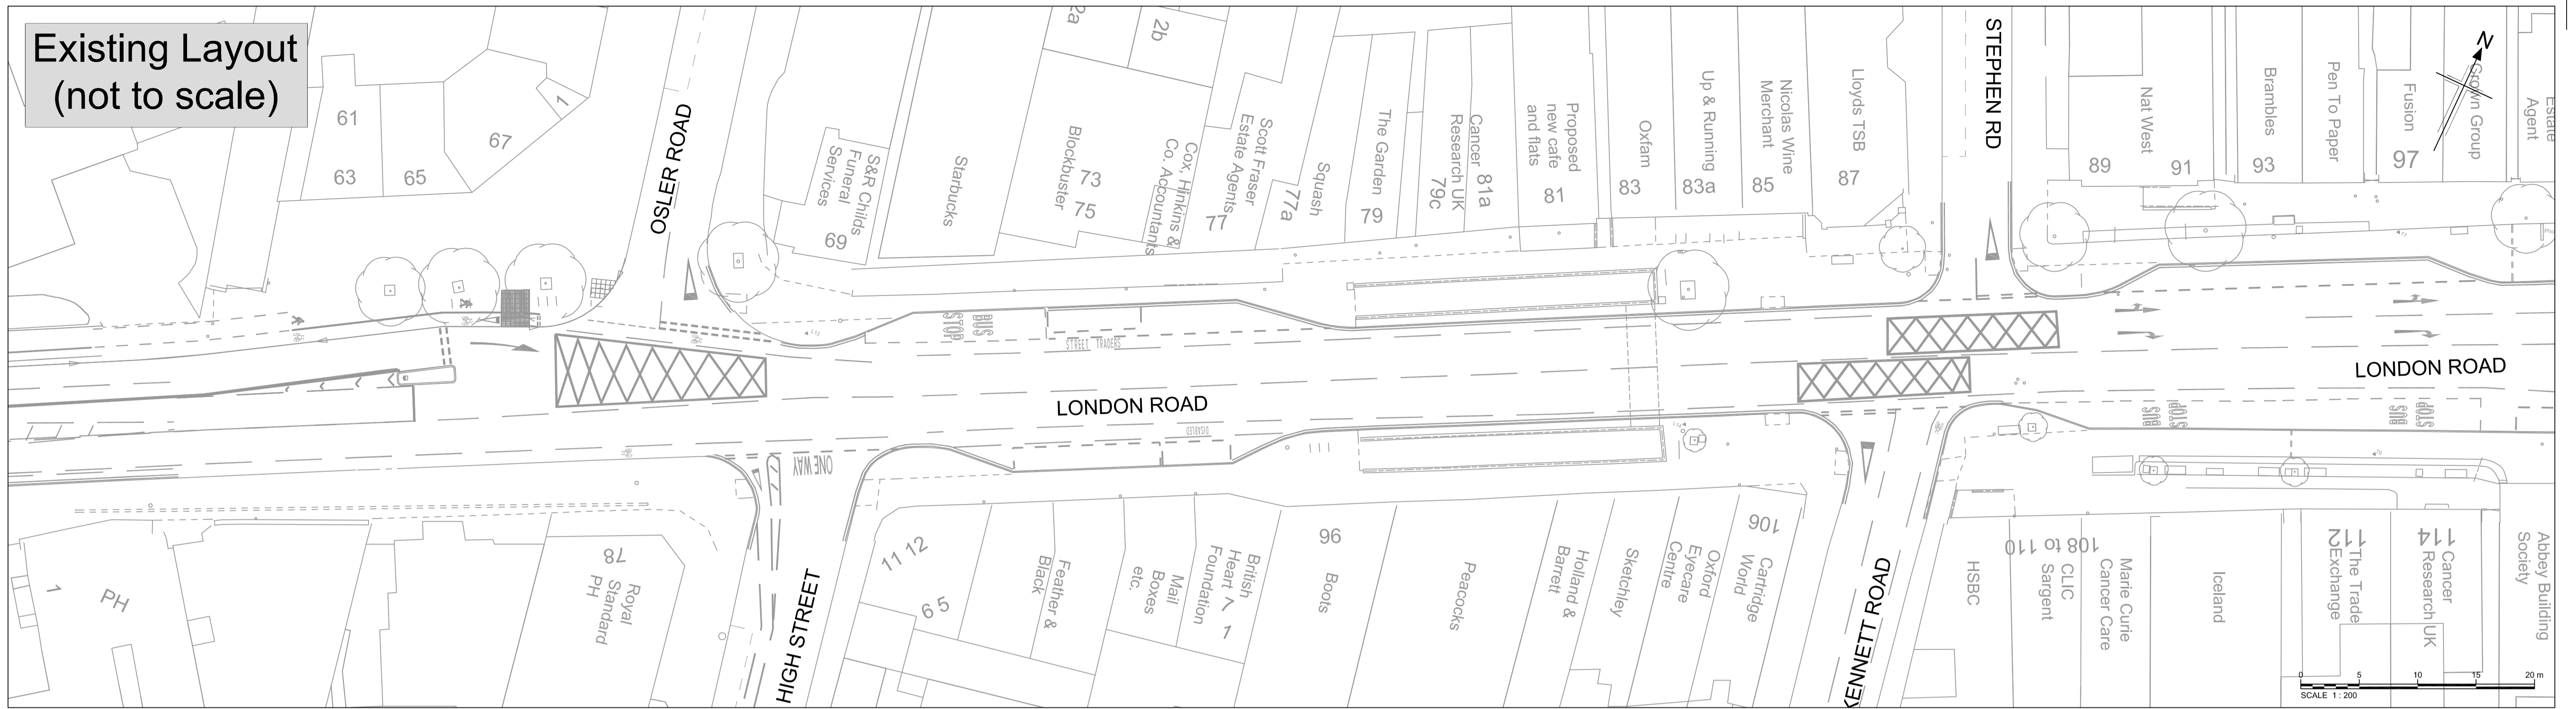 Existing Layout
(not to scale)
61
63
65
67
1
OSLER ROAD
2a
2b
S&R Childs
Funeral
Services
69
Starbucks
Blockbuster
73
75
Cox, Hinkins &
Co. Accountants
Scott Fraser
Estate Agents
77
77a
Squash
The Garden
79
Cancer
Research UK
79c
81a
Proposed
new cafe
and flats
81
Oxfam
83
Up & Running
83a
Nicolas Wine
Merchant
85
Lloyds TSB
87
STEPHEN RD
89
Nat West
91
Brambles
93
Pen To Paper
Fusion
97
Crown Group
Estate
Agent
N
BUS
STOP
STREET TRADERS
LONDON ROAD
LONDON ROAD
DISABLED
ONE WAY
BUS
STOP
BUS
STOP
1
PH
78
Royal
Standard
PH
HIGH STREET
11 12
6 5
Feather &
Black
Mail
Boxes
etc.
British
Heart
Foundation
7
1
96
Boots
Peacocks
Holland &
Barrett
Sketchley
Oxford
Eyecare
Centre
106
Cartridge
World
KENNETT ROAD
HSBC
108 to 110
CLIC
Sargent
Marie Curie
Cancer Care
Iceland
112
The Trade
Exchange
114
Cancer
Research UK
Abbey Building
Society
0 5 10 15 20 m
SCALE 1 : 200